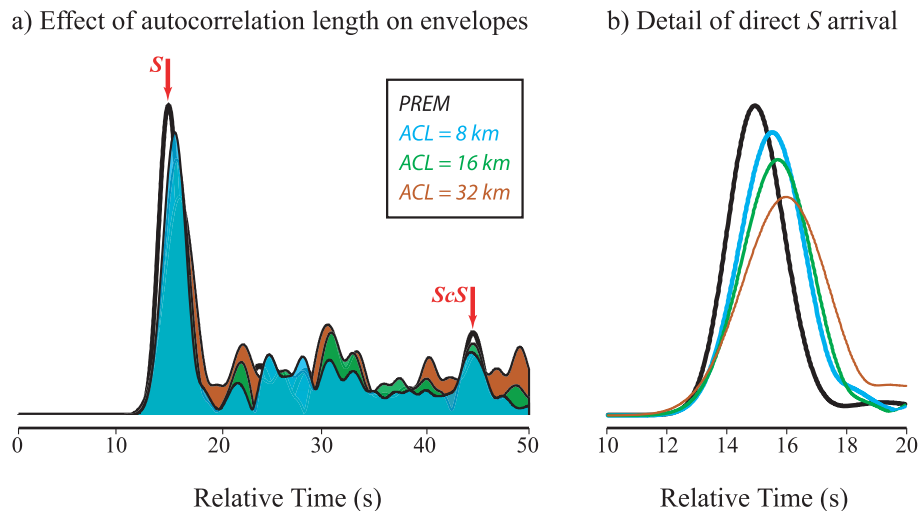 a) Effect of autocorrelation length on envelopes
b) Detail of direct S arrival
S
PREM
ACL = 8 km
ACL = 16 km
ACL = 32 km
ScS
0 10 20 30 40 50
10 12 14 16 18 20
Relative Time (s)
Relative Time (s)